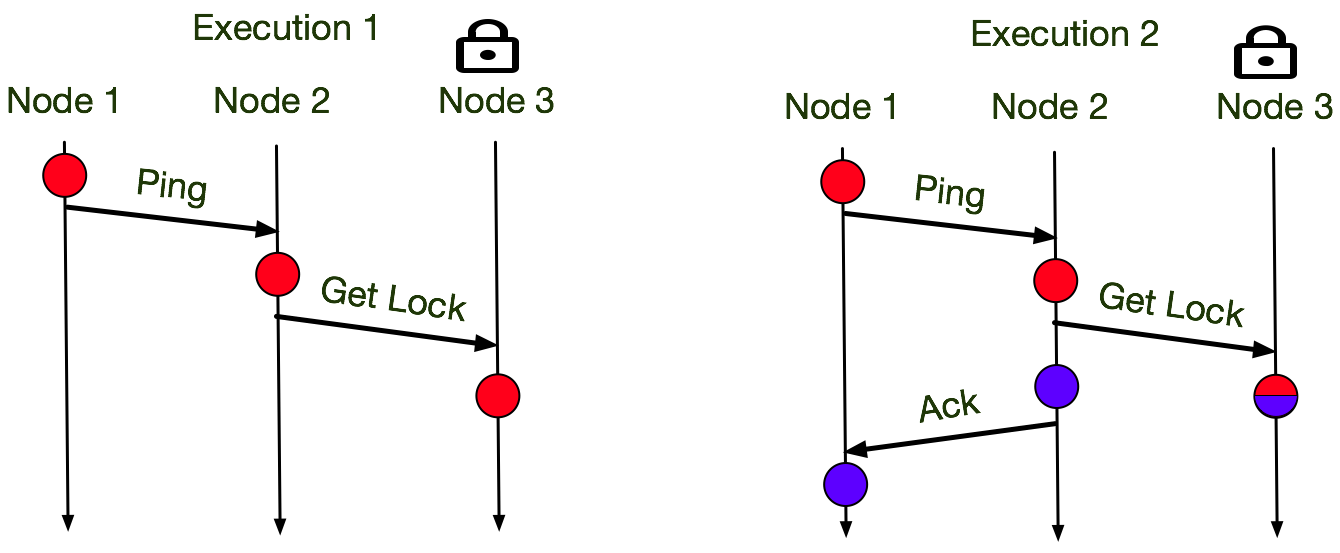 Execution 1
Node 1 Node 2 Node 3
Ping
Get Lock
Execution 2
Node 1 Node 2 Node 3
Ping
Get Lock
Ack